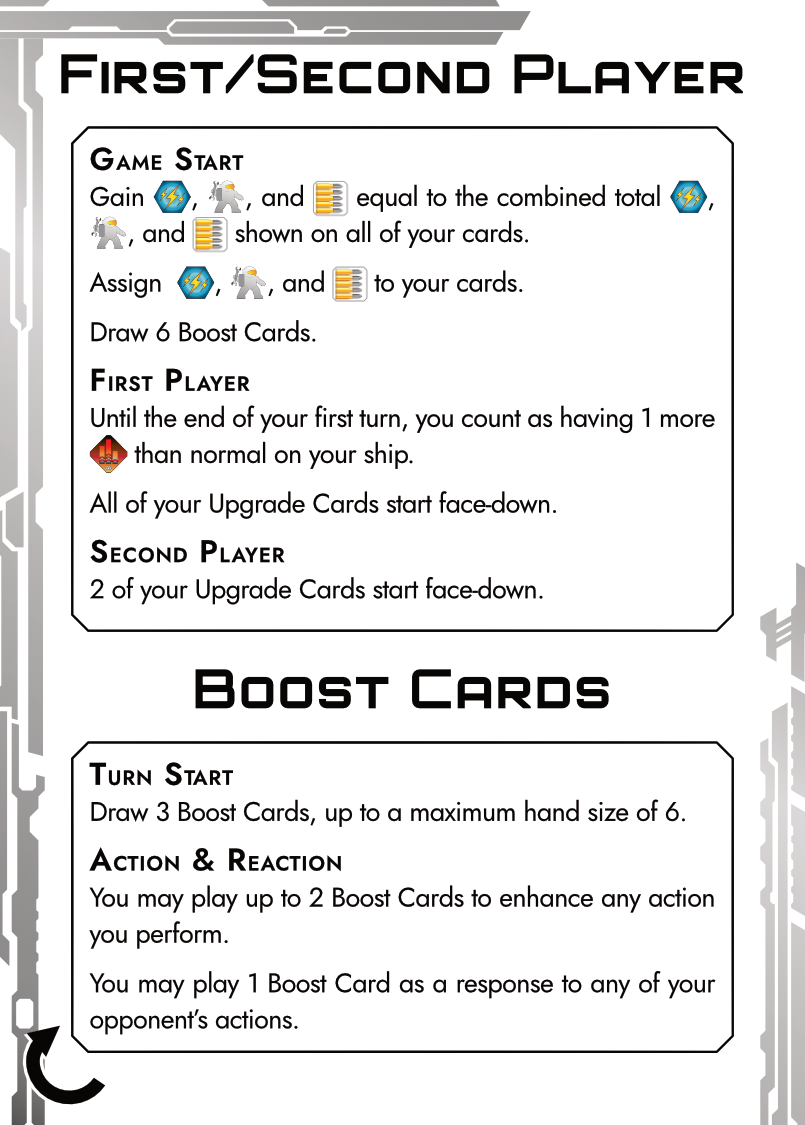 First/Second Player
Game Start
Gain , , and equal to the combined total ,
, and shown on all of your cards.
Assign , , and to your cards.
Draw 6 Boost Cards.
First Player
Until the end of your first turn, you count as having 1 more
than normal on your ship.
All of your Upgrade Cards start face-down.
Second Player
2 of your Upgrade Cards start face-down.
Boost Cards
Turn Start
Draw 3 Boost Cards, up to a maximum hand size of 6.
Action & Reaction
You may play up to 2 Boost Cards to enhance any action
you perform.
You may play 1 Boost Card as a response to any of your
opponent's actions.